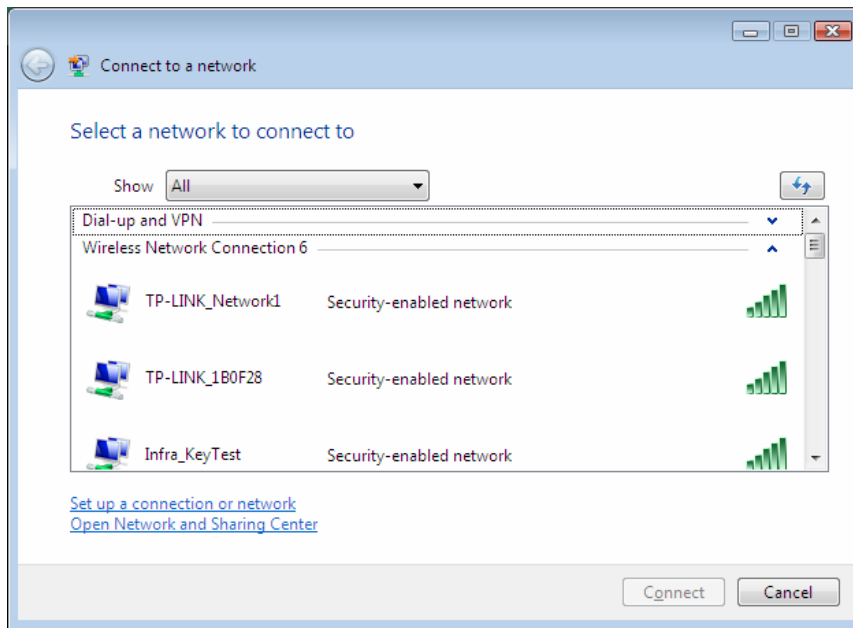 Connect to a network
Select a network to connect to
Show All
Dial-up and VPN
Wireless Network Connection 6
TP-LINK_Network1 Security-enabled network
TP-LINK_1B0F28 Security-enabled network
Infra_KeyTest Security-enabled network
Set up a connection or network
Open Network and Sharing Center
Connect Cancel